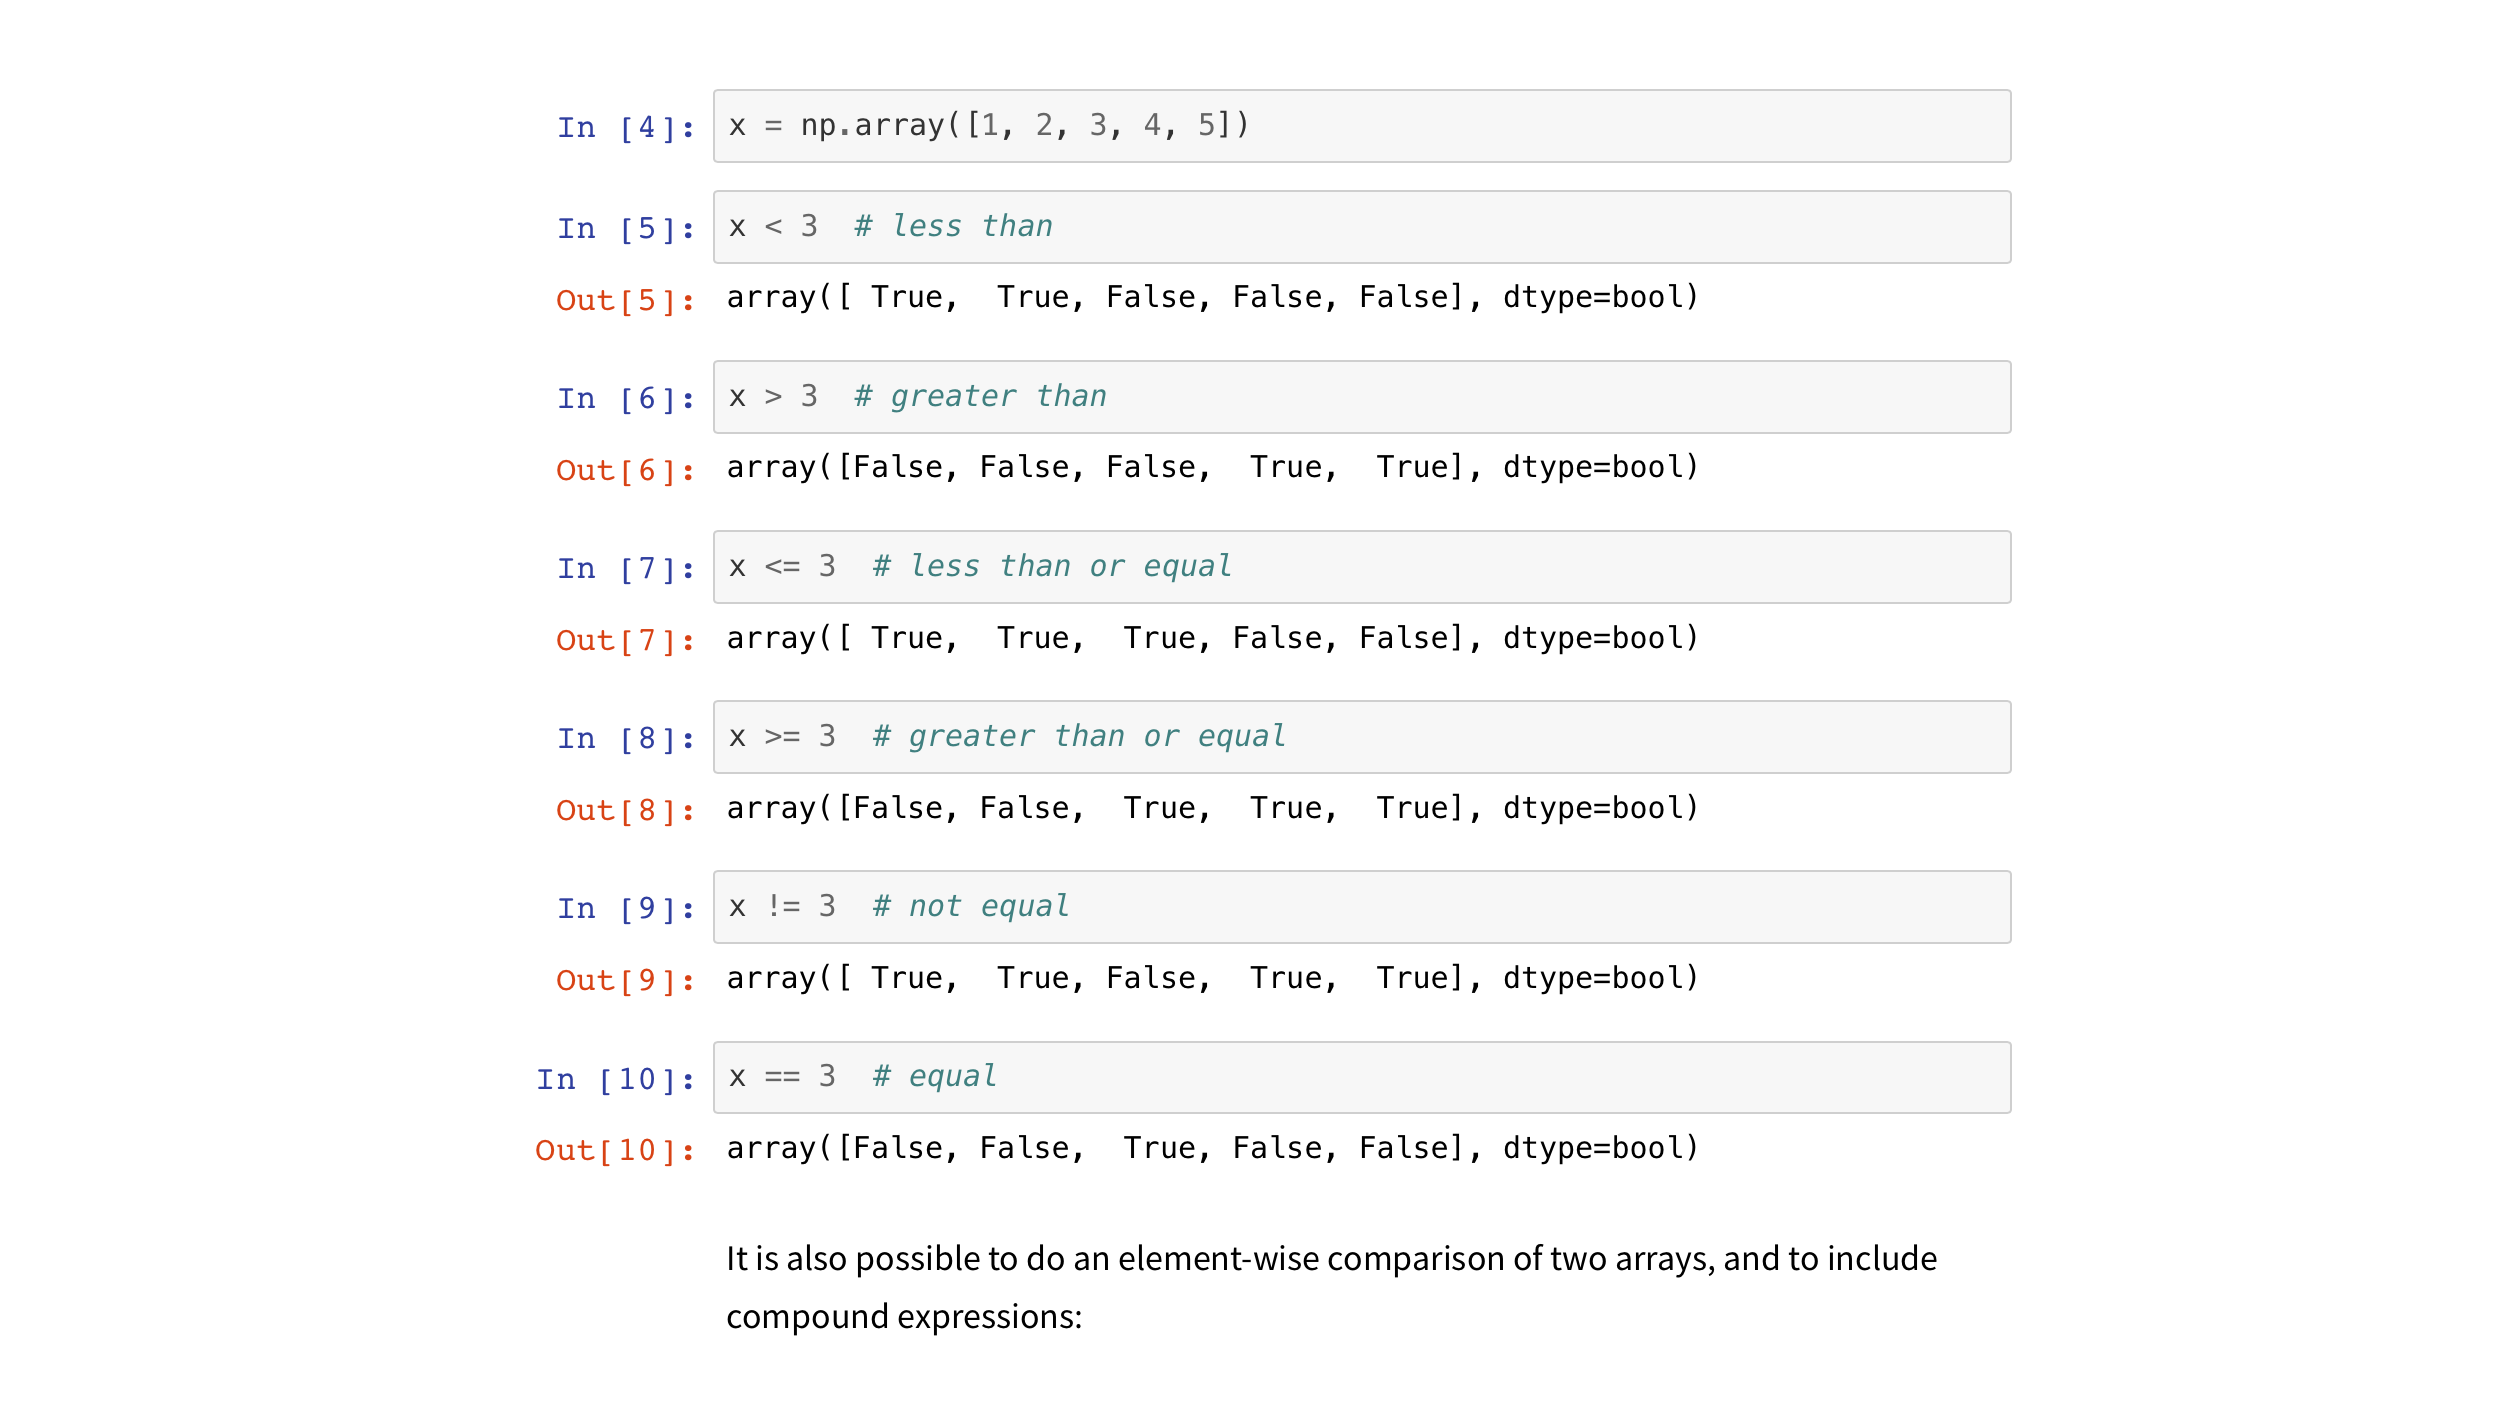 In [4]: x = np.array([1, 2, 3, 4, 5])
In [5]: x < 3  # less than
Out[5]: array([ True,  True, False, False, False], dtype=bool)
In [6]: x > 3  # greater than
Out[6]: array([False, False, False,  True,  True], dtype=bool)
In [7]: x <= 3  # less than or equal
Out[7]: array([ True,  True,  True, False, False], dtype=bool)
In [8]: x >= 3  # greater than or equal
Out[8]: array([False, False,  True,  True,  True], dtype=bool)
In [9]: x != 3  # not equal
Out[9]: array([ True,  True, False,  True,  True], dtype=bool)
In [10]: x == 3  # equal
Out[10]: array([False, False,  True, False, False], dtype=bool)
It is also possible to do an element-wise comparison of two arrays, and to include
compound expressions: